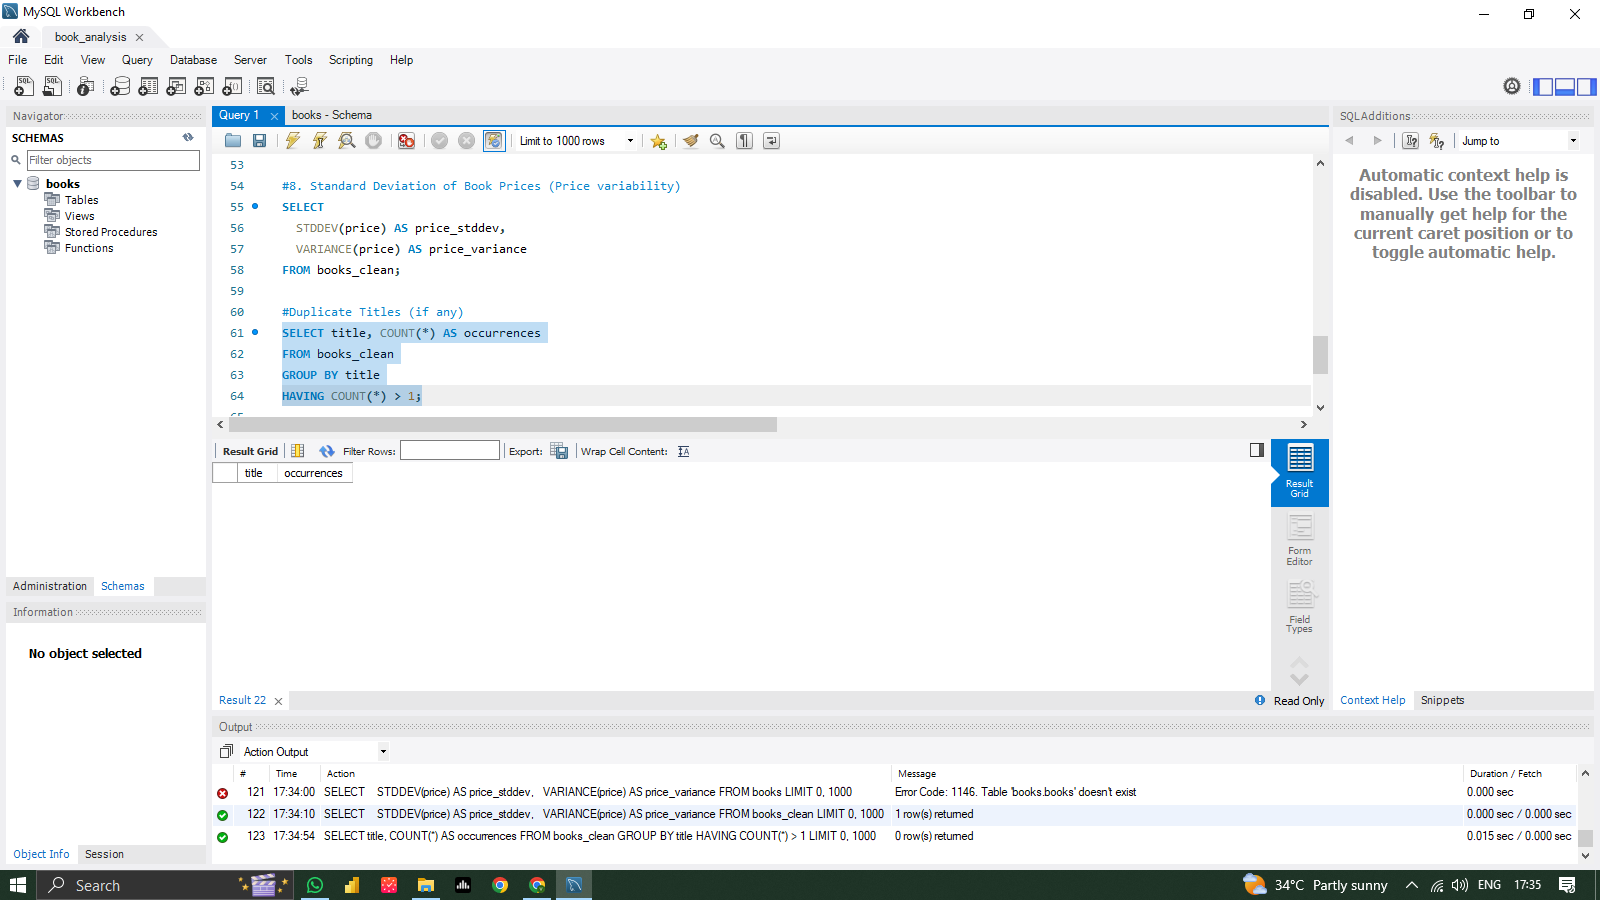 MySQL Workbench
book_analysis
File Edit View Query Database Server Tools Scripting Help
Navigator
SCHEMAS
Filter objects
books
Tables
Views
Stored Procedures
Functions
Administration Schemas
Information
No object selected
Object Info Session
Query 1 books - Schema
Limit to 1000 rows
53
54 #8. Standard Deviation of Book Prices (Price variability)
55 SELECT
56 STDDEV(price) AS price_stddev,
57 VARIANCE(price) AS price_variance
58 FROM books_clean;
59
60 #Duplicate Titles (if any)
61 SELECT title, COUNT(*) AS occurrences
62 FROM books_clean
63 GROUP BY title
64 HAVING COUNT(*) > 1;
65
Result Grid Filter Rows: Export: Wrap Cell Content:
title occurrences
Result Grid
Form Editor
Field Types
Result 22 Read Only
SQLAdditions
Jump to
Automatic context help is
disabled. Use the toolbar to
manually get help for the
current caret position or to
toggle automatic help.
Context Help Snippets
Output
Action Output
# Time Action Message Duration / Fetch
121 17:34:00 SELECT STDDEV(price) AS price_stddev, VARIANCE(price) AS price_variance FROM books LIMIT 0, 1000 Error Code: 1146. Table 'books.books' doesn't exist 0.000 sec
122 17:34:10 SELECT STDDEV(price) AS price_stddev, VARIANCE(price) AS price_variance FROM books_clean LIMIT 0, 1000 1 row(s) returned 0.000 sec / 0.000 sec
123 17:34:54 SELECT title, COUNT(*) AS occurrences FROM books_clean GROUP BY title HAVING COUNT(*) > 1 LIMIT 0, 1000 0 row(s) returned 0.015 sec / 0.000 sec
Search 34°C Partly sunny ENG 17:35